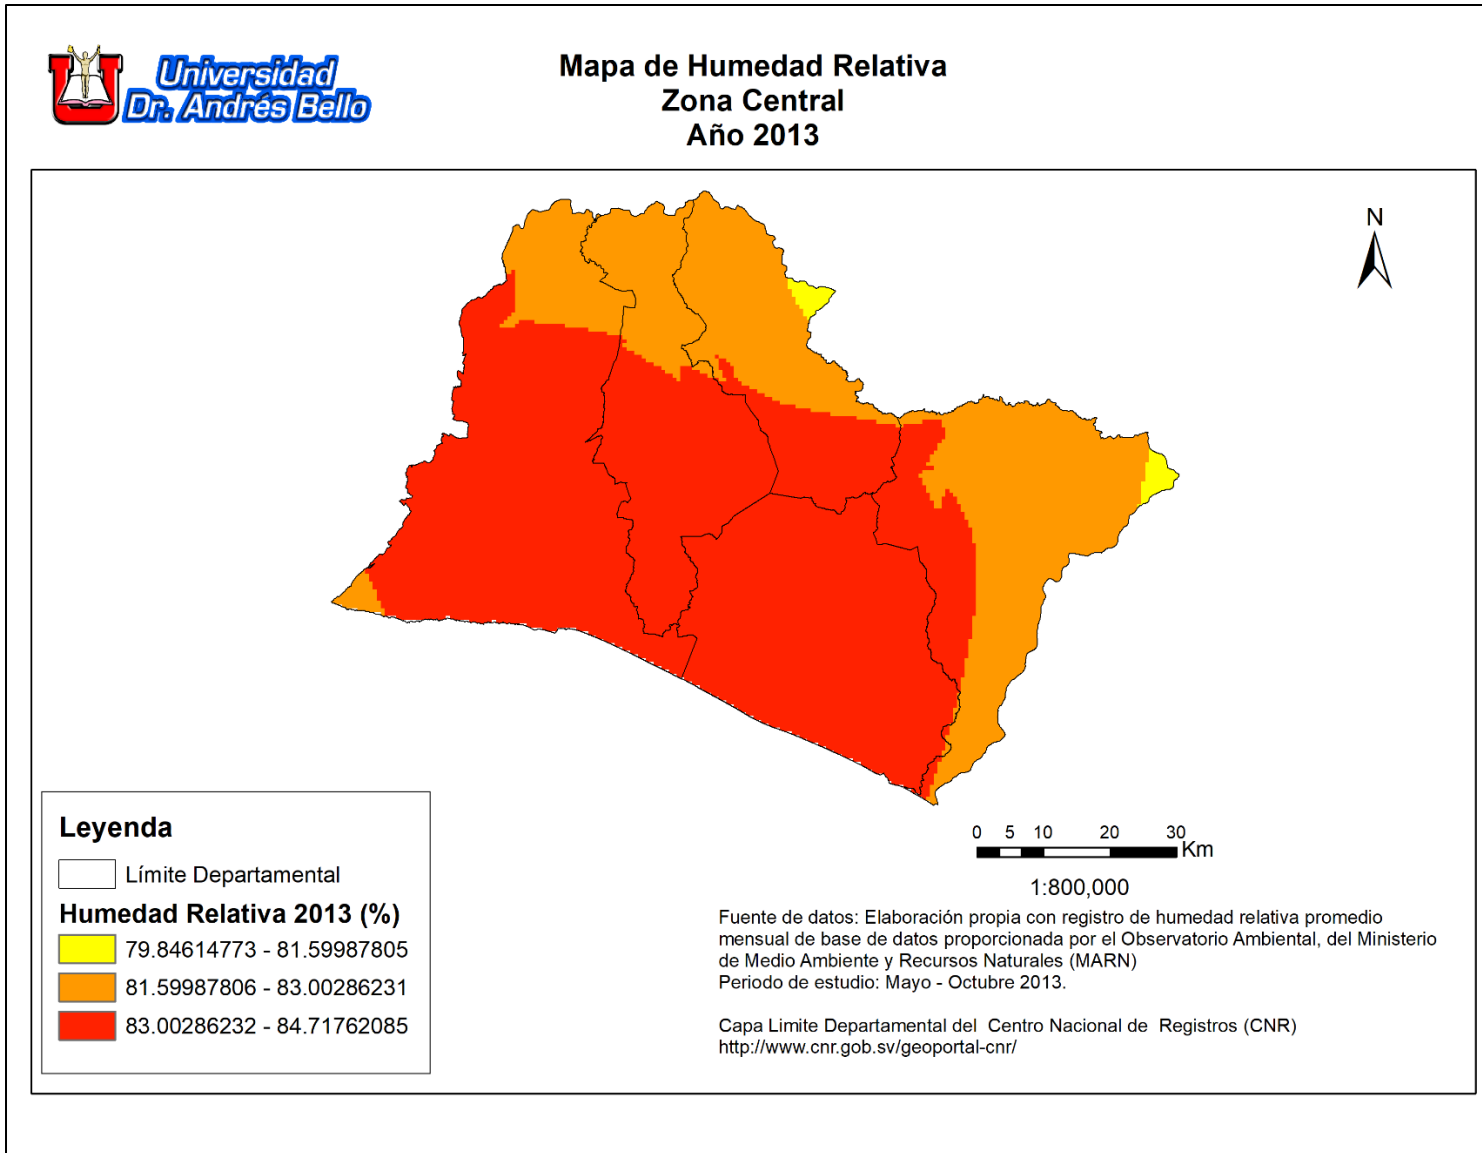 Universidad
Dr. Andrés Bello
Mapa de Humedad Relativa
Zona Central
Año 2013
N
0 5 10 20 30
Km
1:800,000
Leyenda
Límite Departamental
Humedad Relativa 2013 (%)
79.84614773 - 81.59987805
81.59987806 - 83.00286231
83.00286232 - 84.71762085
Fuente de datos: Elaboración propia con registro de humedad relativa promedio
mensual de base de datos proporcionada por el Observatorio Ambiental, del Ministerio
de Medio Ambiente y Recursos Naturales (MARN)
Periodo de estudio: Mayo - Octubre 2013.
Capa Limite Departamental del Centro Nacional de Registros (CNR)
http://www.cnr.gob.sv/geoportal-cnr/